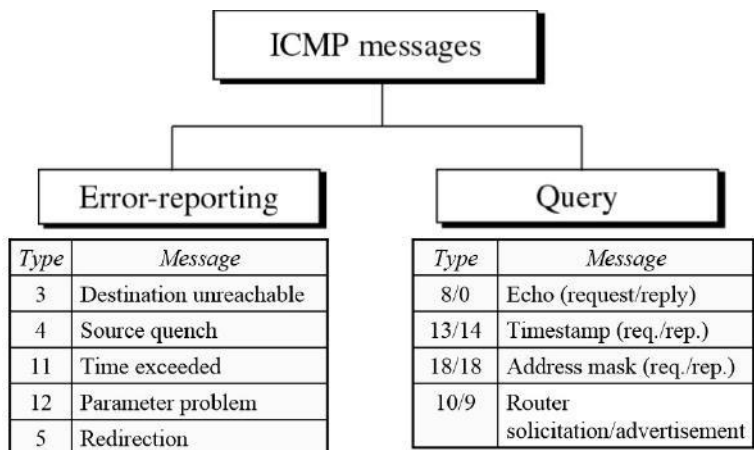 ICMP messages
Error-reporting
Query
Type Message
3 Destination unreachable
4 Source quench
11 Time exceeded
12 Parameter problem
5 Redirection
Type Message
8/0 Echo (request/reply)
13/14 Timestamp (req./rep.)
18/18 Address mask (req./rep.)
10/9 Router
solicitation/advertisement